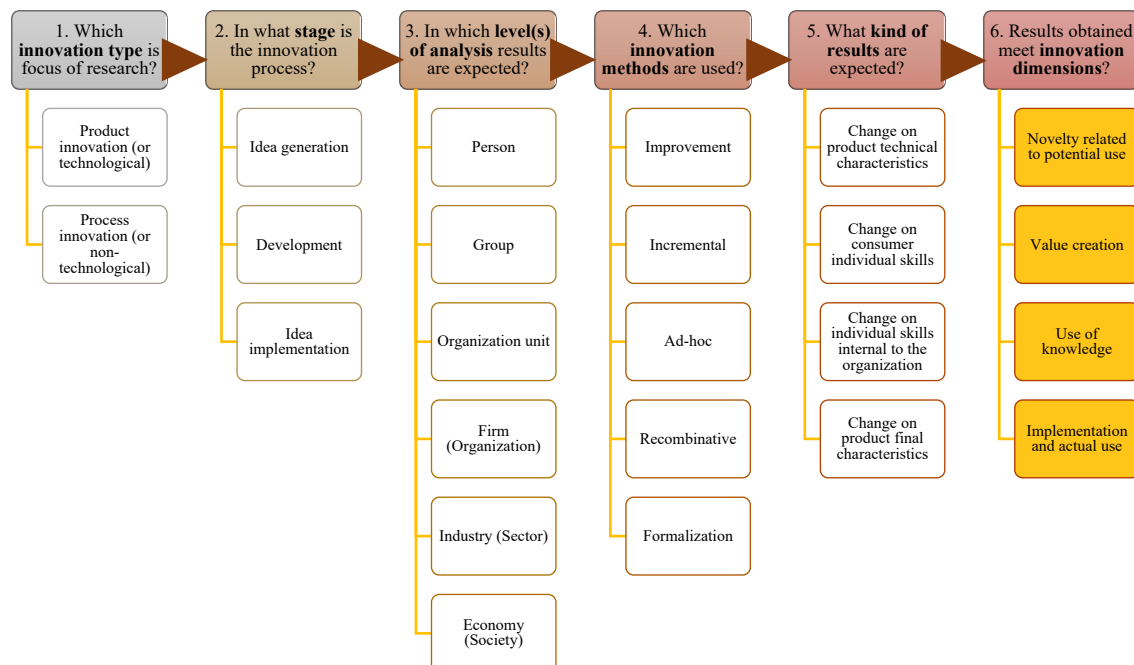 1. Which
innovation type is
focus of research?
Product
innovation (or
technological)
Process
innovation (or
non-
technological)
2. In what stage is
the innovation
process?
Idea generation
Development
Idea
implementation
3. In which level(s)
of analysis results
are expected?
Person
Group
Organization unit
Firm
(Organization)
Industry (Sector)
Economy
(Society)
4. Which
innovation
methods are used?
Improvement
Incremental
Ad-hoc
Recombinative
Formalization
5. What kind of
results are
expected?
Change on
product technical
characteristics
Change on
consumer
individual skills
Change on
individual skills
internal to the
organization
Change on
product final
characteristics
6. Results obtained
meet innovation
dimensions?
Novelty related
to potential use
Value creation
Use of
knowledge
Implementation
and actual use